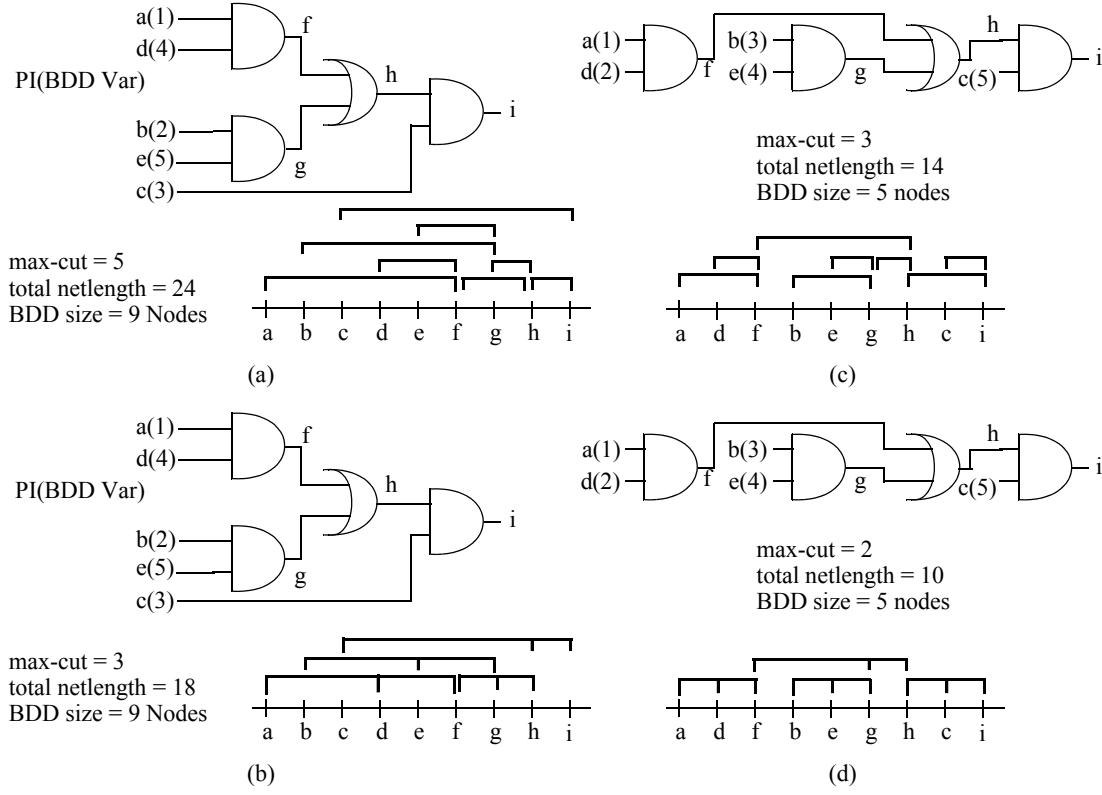 a(1)
d(4)
f
PI(BDD Var)
h
i
b(2)
e(5)
g
c(3)
max-cut = 5
total netlength = 24
BDD size = 9 Nodes
a b c d e f g h i
(a)
a(1)
d(2)
f
b(3)
e(4)
g
h
c(5)
i
max-cut = 3
total netlength = 14
BDD size = 5 nodes
a d f b e g h c i
(c)
a(1)
d(4)
f
PI(BDD Var)
h
i
b(2)
e(5)
g
c(3)
max-cut = 3
total netlength = 18
BDD size = 9 Nodes
a b c d e f g h i
(b)
a(1)
d(2)
f
b(3)
e(4)
g
h
c(5)
i
max-cut = 2
total netlength = 10
BDD size = 5 nodes
a d f b e g h c i
(d)